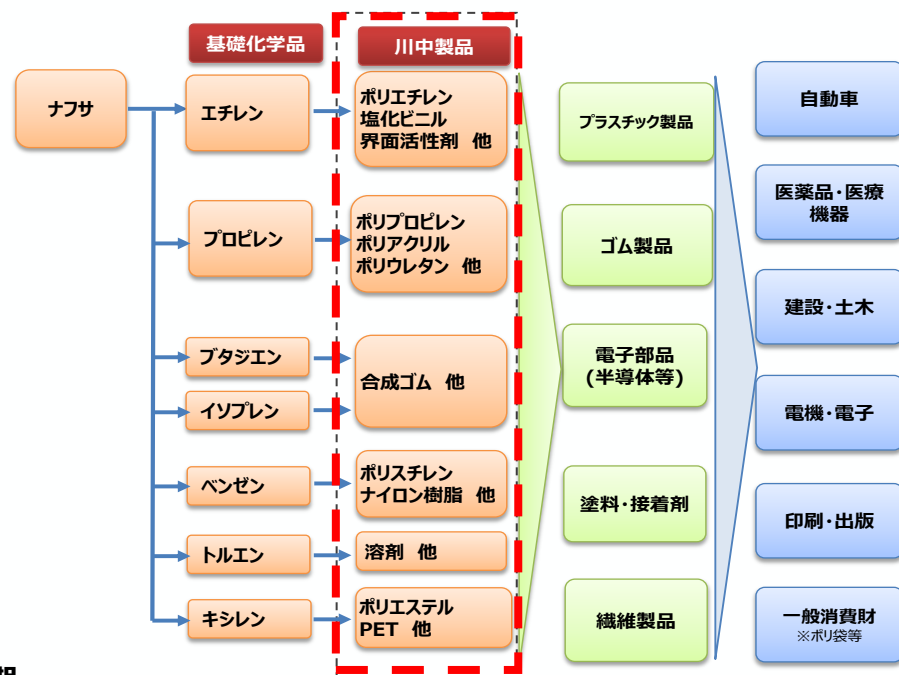 基礎化学品
川中製品
ナフサ
エチレン
ポリエチレン
塩化ビニル
界面活性剤 他
プロピレン
ポリプロピレン
ポリアクリル
ポリウレタン 他
ブタジエン
イソプレン
合成ゴム 他
ベンゼン
ポリスチレン
ナイロン樹脂 他
トルエン
溶剤 他
キシレン
ポリエステル
PET 他
プラスチック製品
ゴム製品
電子部品
(半導体等)
塗料・接着剤
繊維製品
自動車
医薬品・医療
機器
建設・土木
電機・電子
印刷・出版
一般消費財
※ポリ袋等